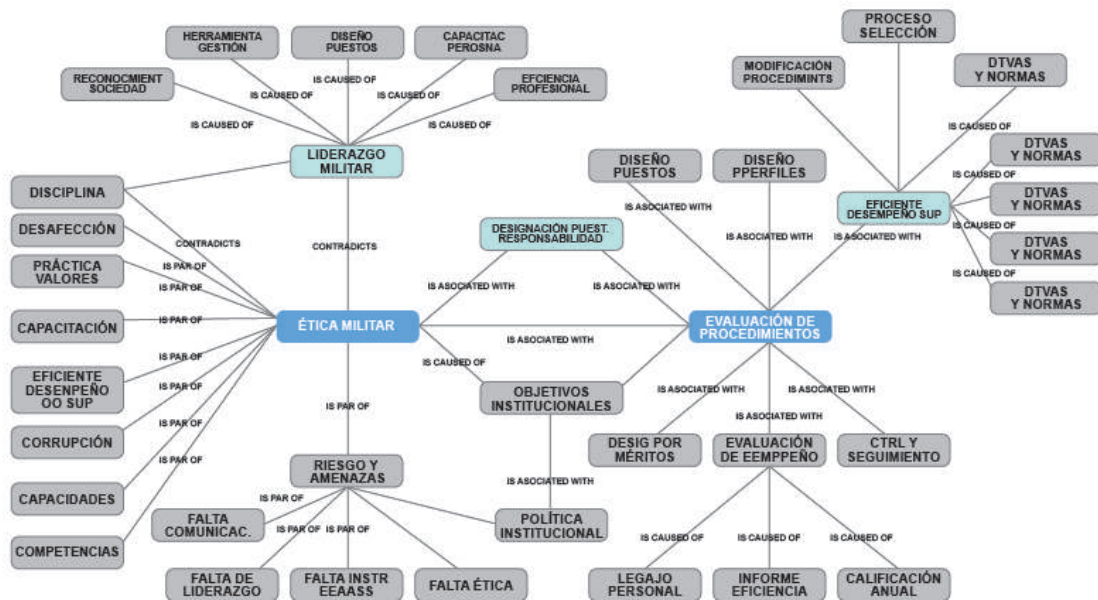 PROCESO
SELECCIÓN
HERRAMIENTA
GESTIÓN
DISEÑO
PUESTOS
CAPACITAC
PEROSNA
MODIFICACIÓN
PROCEDIMINTS
DTVAS
Y NORMAS
RECONOCMIENT
SOCIEDAD
IS CAUSED OF
EFCIENCIA
PROFESIONAL
IS CAUSED OF
IS CAUSED OF
IS CAUSED OF
IS CAUSED OF
IS CAUSED OF
LIDERAZGO
MILITAR
DISEÑO
PUESTOS
DISEÑO
PPERFILES
DTVAS
Y NORMAS
IS CAUSED OF
DISCIPLINA
EFICIENTE
DESEMPEÑO SUP
DTVAS
Y NORMAS
IS ASOCIATED WITH
IS CAUSED OF
DESAFECCIÓN
CONTRADICTS
CONTRADICTS
DESIGNACIÓN PUEST.
RESPONSABILIDAD
IS ASOCIATED WITH
IS ASOCIATED WITH
DTVAS
Y NORMAS
IS CAUSED OF
PRÁCTICA
VALORES
IS PAR OF
IS PAR OF
IS ASOCIATED WITH
IS ASOCIATED WITH
DTVAS
Y NORMAS
CAPACITACIÓN
IS PAR OF
ÉTICA MILITAR
IS ASOCIATED WITH
EVALUACIÓN DE
PROCEDIMIENTOS
EFICIENTE
DESENPEÑO
OO SUP
IS PAR OF
IS CAUSED OF
OBJETIVOS
INSTITUCIONALES
IS ASOCIATED WITH
IS ASOCIATED WITH
IS PAR OF
IS PAR OF
IS ASOCIATED WITH
CORRUPCIÓN
IS PAR OF
DESIG POR
MÉRITOS
EVALUACIÓN
DE EEMPPEÑO
CTRL Y
SEGUIMIENTO
CAPACIDADES
IS PAR OF
RIESGO Y
AMENAZAS
IS ASOCIATED WITH
IS PAR OF
FALTA
COMUNICAC.
IS PAR OF
IS PAR OF
POLÍTICA
INSTITUCIONAL
COMPETENCIAS
IS CAUSED OF
IS CAUSED OF
IS CAUSED OF
FALTA DE
LIDERAZGO
FALTA INSTR
EEAASS
FALTA ÉTICA
LEGAJO
PERSONAL
INFORME
EFICIENCIA
CALIFICACIÓN
ANUAL